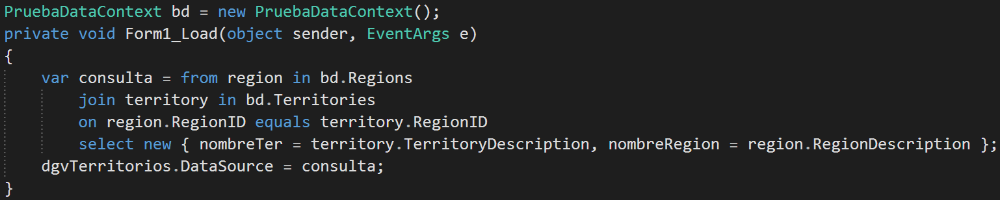 PruebaDataContext bd = new PruebaDataContext();
private void Form1_Load(object sender, EventArgs e)
{
    var consulta = from region in bd.Regions
        join territory in bd.Territories
        on region.RegionID equals territory.RegionID
        select new { nombreTer = territory.TerritoryDescription, nombreRegion = region.RegionDescription };
    dgvTerritorios.DataSource = consulta;
}